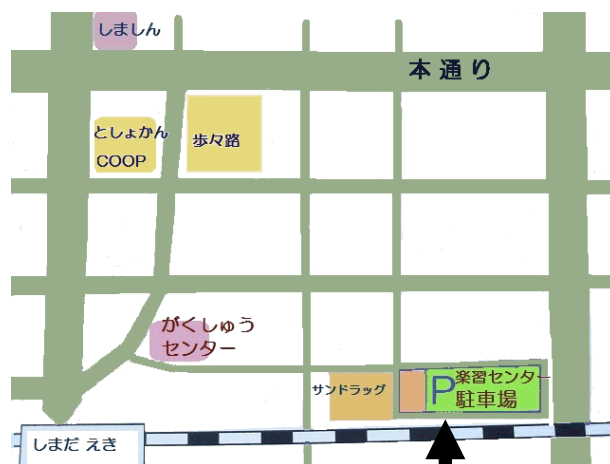 しましん
本通り
としょかん
COOP
歩々路
がくしゅう
センター
サンドラッグ
P
楽習センター
駐車場
しまだ えき